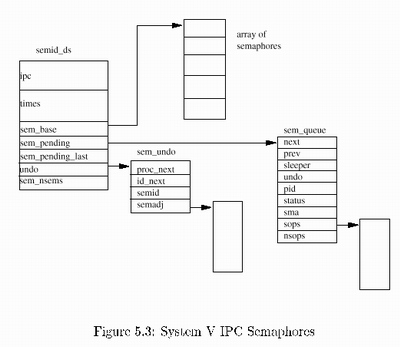 semid_ds
ipc
times
sem_base
sem_pending
sem_pending_last
undo
sem_nsems
array of
semaphores
sem_undo
proc_next
id_next
semid
semadj
sem_queue
next
prev
sleeper
undo
pid
status
sma
sops
nsops
Figure 5.3: System V IPC Semaphores